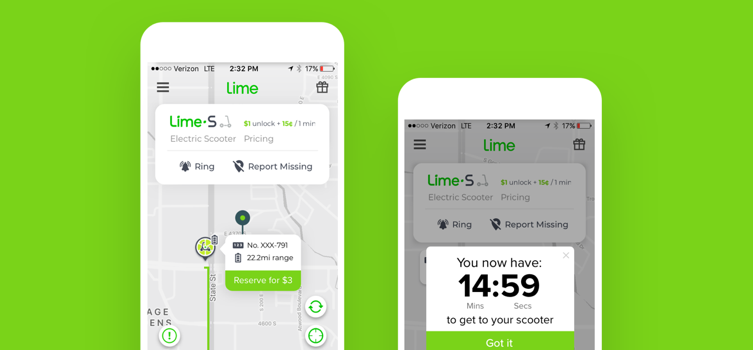 ●●○○○ Verizon LTE 2:32 PM 17%
Lime
Lime-S
$1 unlock + 15¢ / 1 min
Electric Scooter Pricing
Ring Report Missing
No. XXX-791
22.2mi range
Reserve for $3
State St
4800 S
●●○○○ Verizon LTE 2:32 PM 17%
Lime
Lime-S
$1 unlock + 15¢ / 1 min
Electric Scooter Pricing
Ring Report Missing
You now have:
14:59
Mins Secs
to get to your scooter
Got it